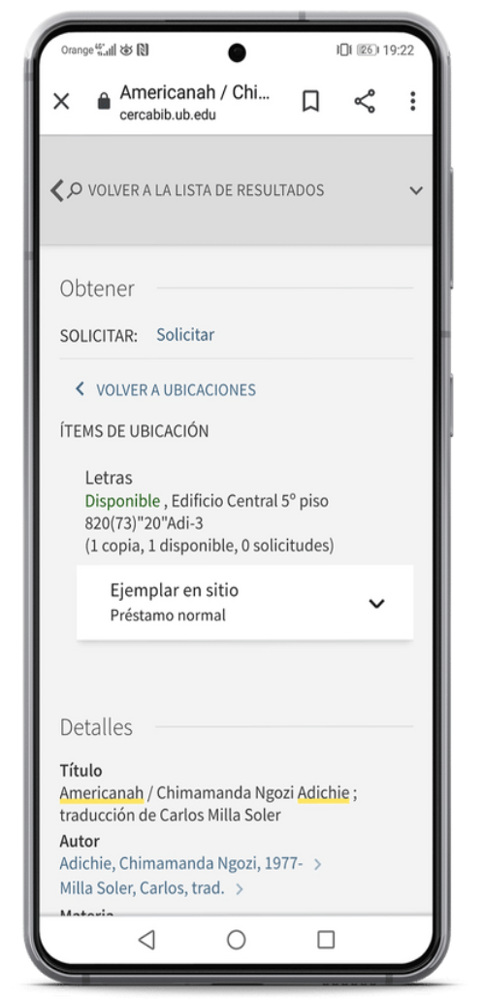 Orange 4G
26 19:22
Americanah / Chi...
cercabib.ub.edu
VOLVER A LA LISTA DE RESULTADOS
Obtener
SOLICITAR: Solicitar
VOLVER A UBICACIONES
ÍTEMS DE UBICACIÓN
Letras
Disponible , Edificio Central 5º piso
820(73)"20"Adi-3
(1 copia, 1 disponible, 0 solicitudes)
Ejemplar en sitio
Préstamo normal
Detalles
Título
Americanah / Chimamanda Ngozi Adichie ;
traducción de Carlos Milla Soler
Autor
Adichie, Chimamanda Ngozi, 1977-
Milla Soler, Carlos, trad.
Materia